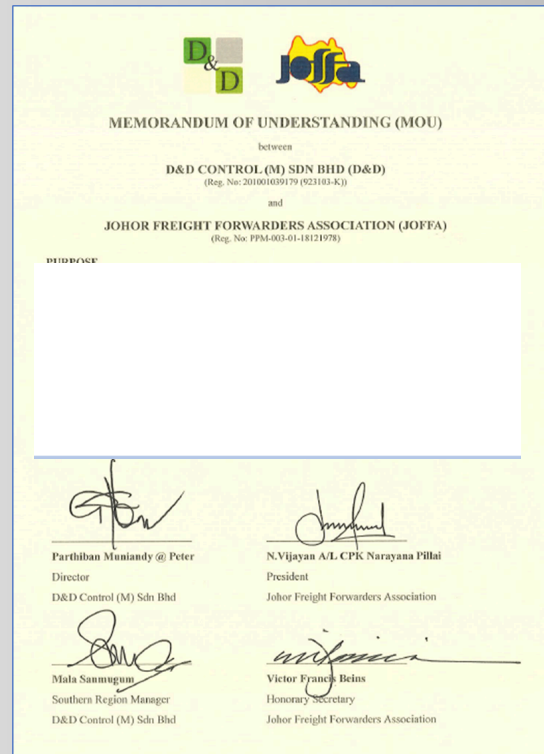 D&D
joffa
MEMORANDUM OF UNDERSTANDING (MOU)
between
D&D CONTROL (M) SDN BHD (D&D)
(Reg. No: 201001039179 (923103-K))
and
JOHOR FREIGHT FORWARDERS ASSOCIATION (JOFFA)
(Reg. No: PPM-003-01-18121978)
PURPOSE
Parthiban Muniandy @ Peter
Director
D&D Control (M) Sdn Bhd
N.Vijayan A/L CPK Narayana Pillai
President
Johor Freight Forwarders Association
Mala Sanmugum
Southern Region Manager
D&D Control (M) Sdn Bhd
Victor Francis Beins
Honorary Secretary
Johor Freight Forwarders Association